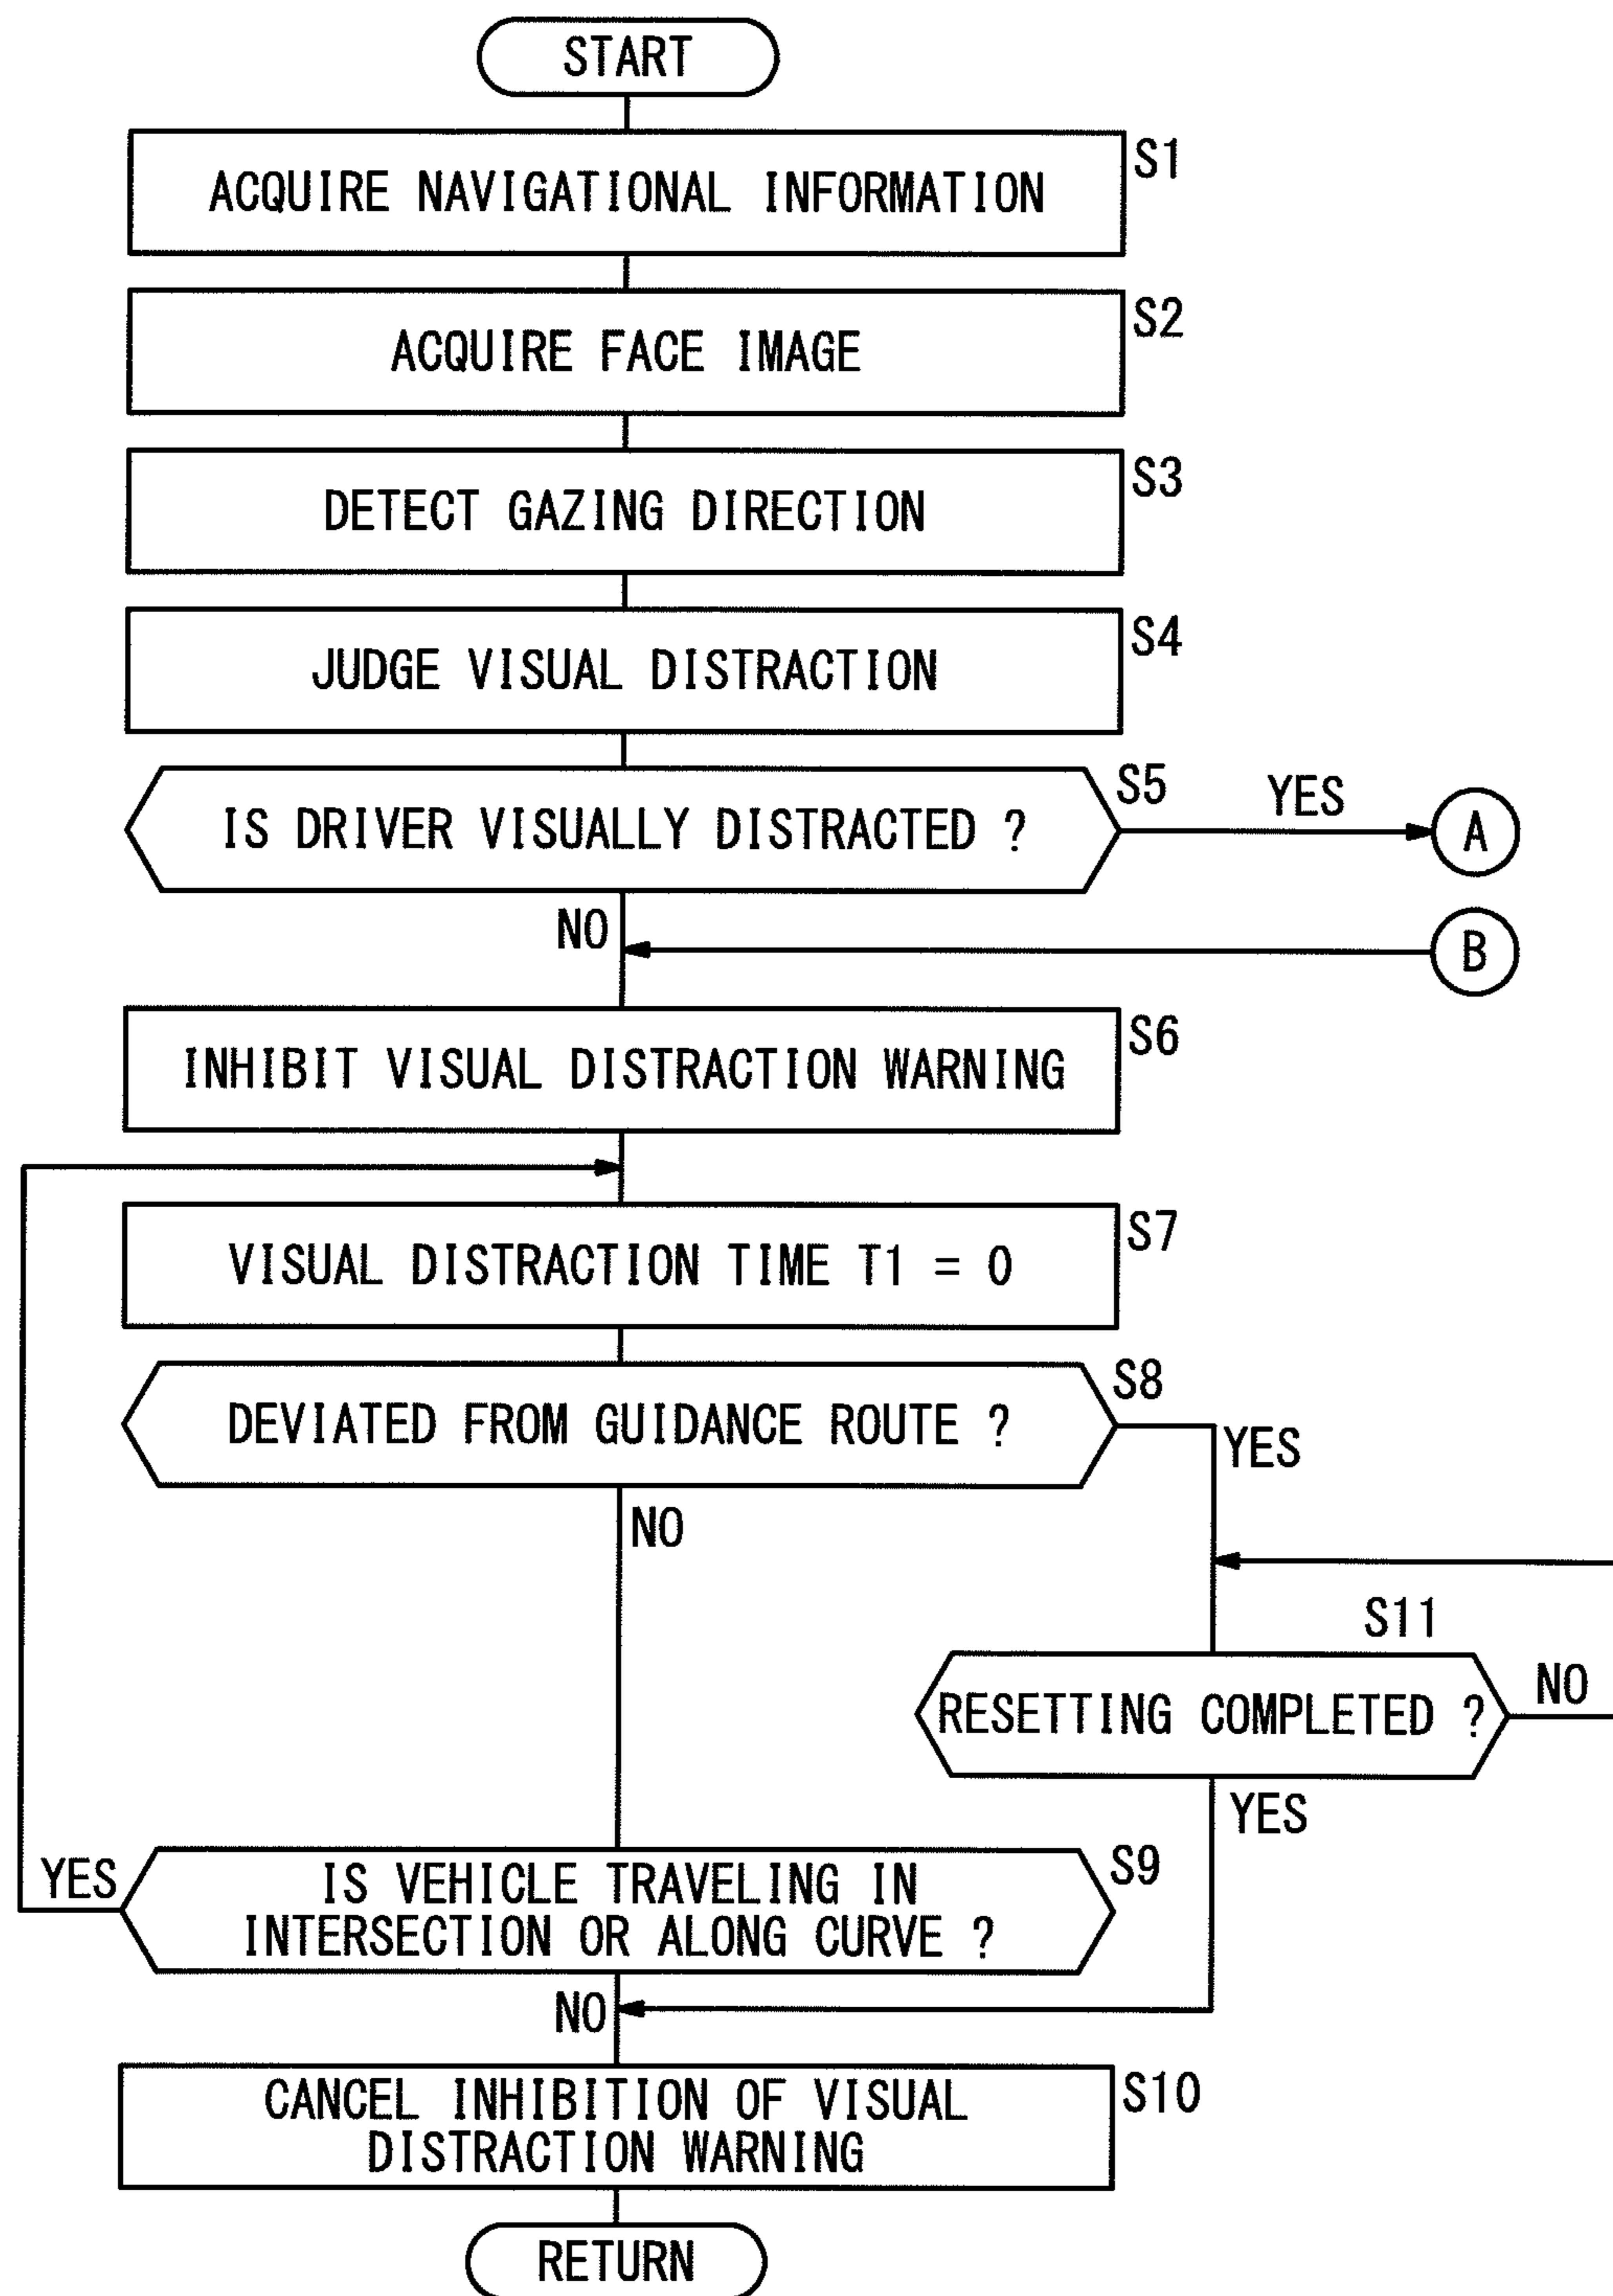 START
ACQUIRE NAVIGATIONAL INFORMATION
S1
ACQUIRE FACE IMAGE
S2
DETECT GAZING DIRECTION
S3
JUDGE VISUAL DISTRACTION
S4
IS DRIVER VISUALLY DISTRACTED ?
S5
YES
A
NO
B
INHIBIT VISUAL DISTRACTION WARNING
S6
VISUAL DISTRACTION TIME T1 = 0
S7
DEVIATED FROM GUIDANCE ROUTE ?
S8
YES
NO
S11
RESETTING COMPLETED ?
NO
YES
YES
IS VEHICLE TRAVELING IN
INTERSECTION OR ALONG CURVE ?
S9
NO
CANCEL INHIBITION OF VISUAL
DISTRACTION WARNING
S10
RETURN